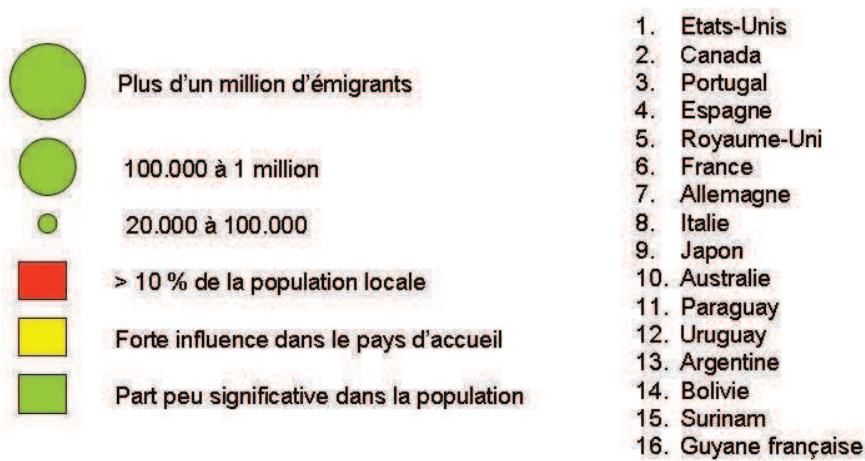 Plus d'un million d'émigrants
100.000 à 1 million
20.000 à 100.000
> 10 % de la population locale
Forte influence dans le pays d'accueil
Part peu significative dans la population
1. Etats-Unis
2. Canada
3. Portugal
4. Espagne
5. Royaume-Uni
6. France
7. Allemagne
8. Italie
9. Japon
10. Australie
11. Paraguay
12. Uruguay
13. Argentine
14. Bolivie
15. Surinam
16. Guyane française